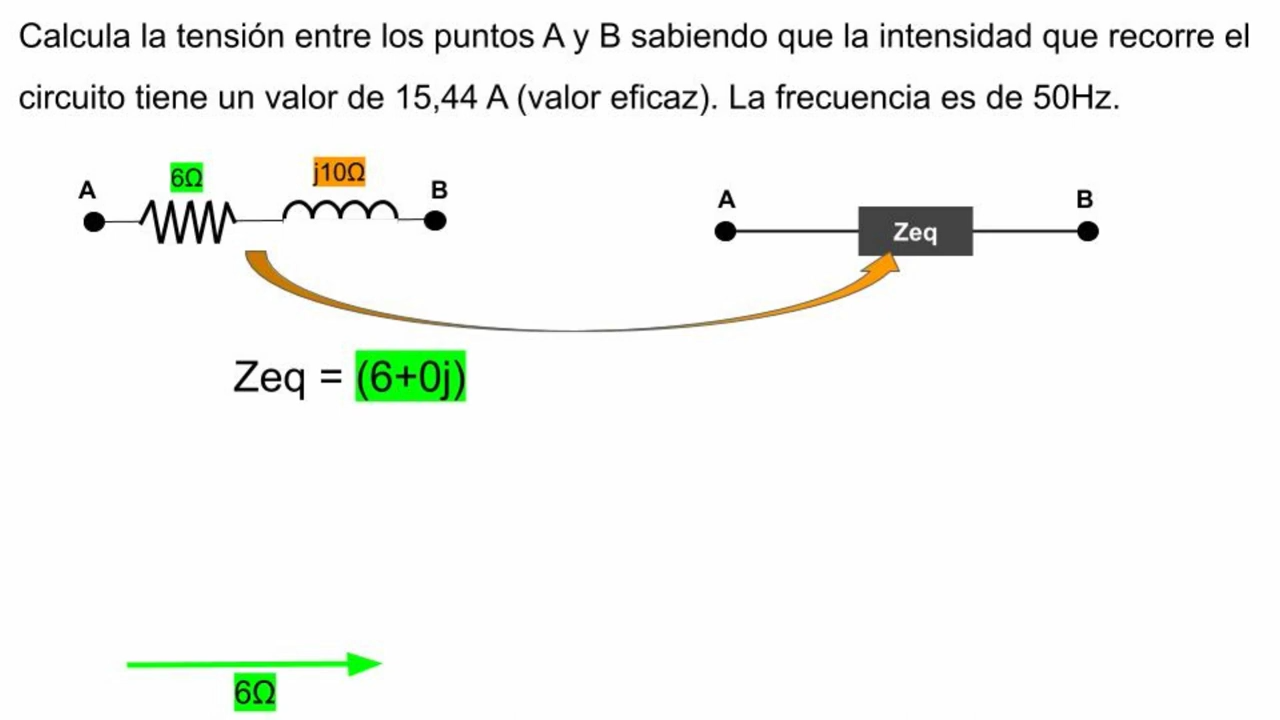 Calcula la tensión entre los puntos A y B sabiendo que la intensidad que recorre el
circuito tiene un valor de 15,44 A (valor eficaz). La frecuencia es de 50Hz.
A
6Ω
j10Ω
B
A
Zeq
B
Zeq = (6+0j)
6Ω